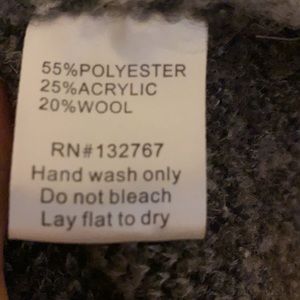 55%POLYESTER
25%ACRYLIC
20%WOOL
RN#132767
Hand wash only
Do not bleach
Lay flat to dry